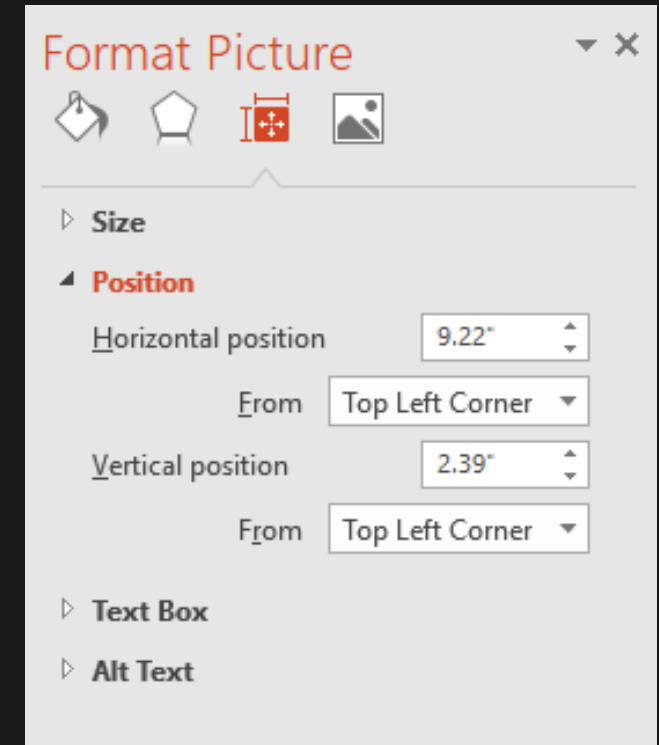 Format Picture
Size
Position
Horizontal position 9.22"
From Top Left Corner
Vertical position 2.39"
From Top Left Corner
Text Box
Alt Text